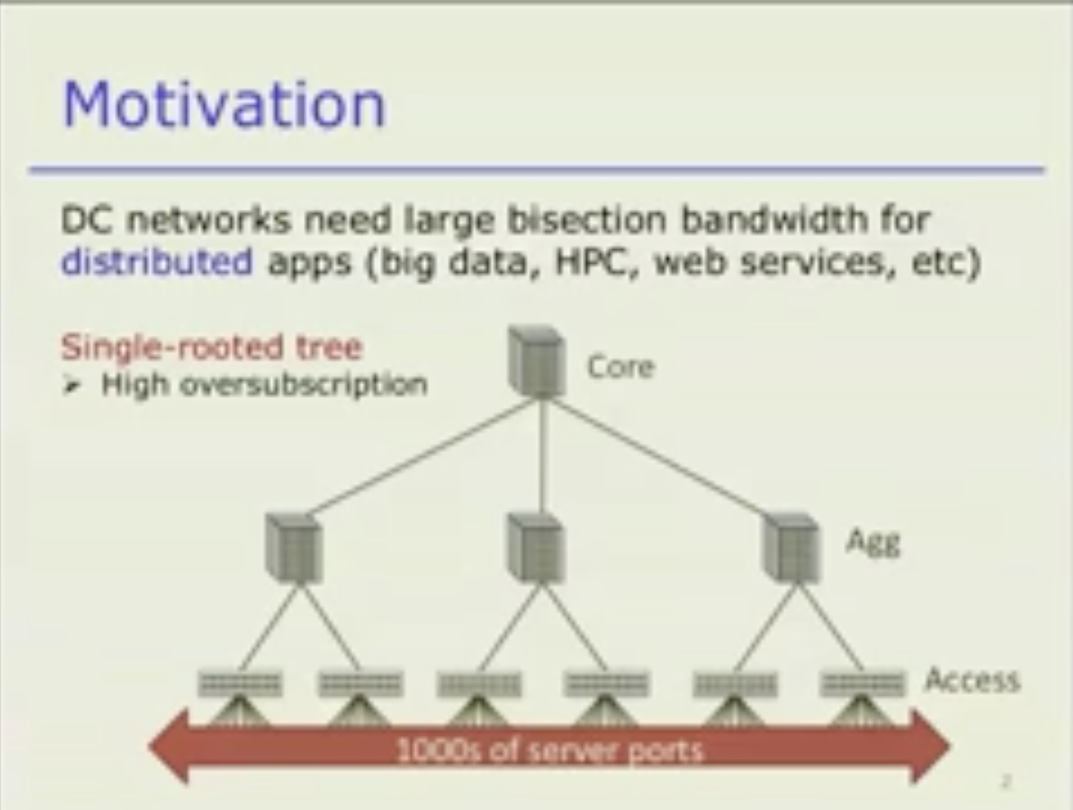 Motivation
DC networks need large bisection bandwidth for
distributed apps (big data, HPC, web services, etc)
Single-rooted tree
➢ High oversubscription
Core
Agg
Access
1000s of server ports
2